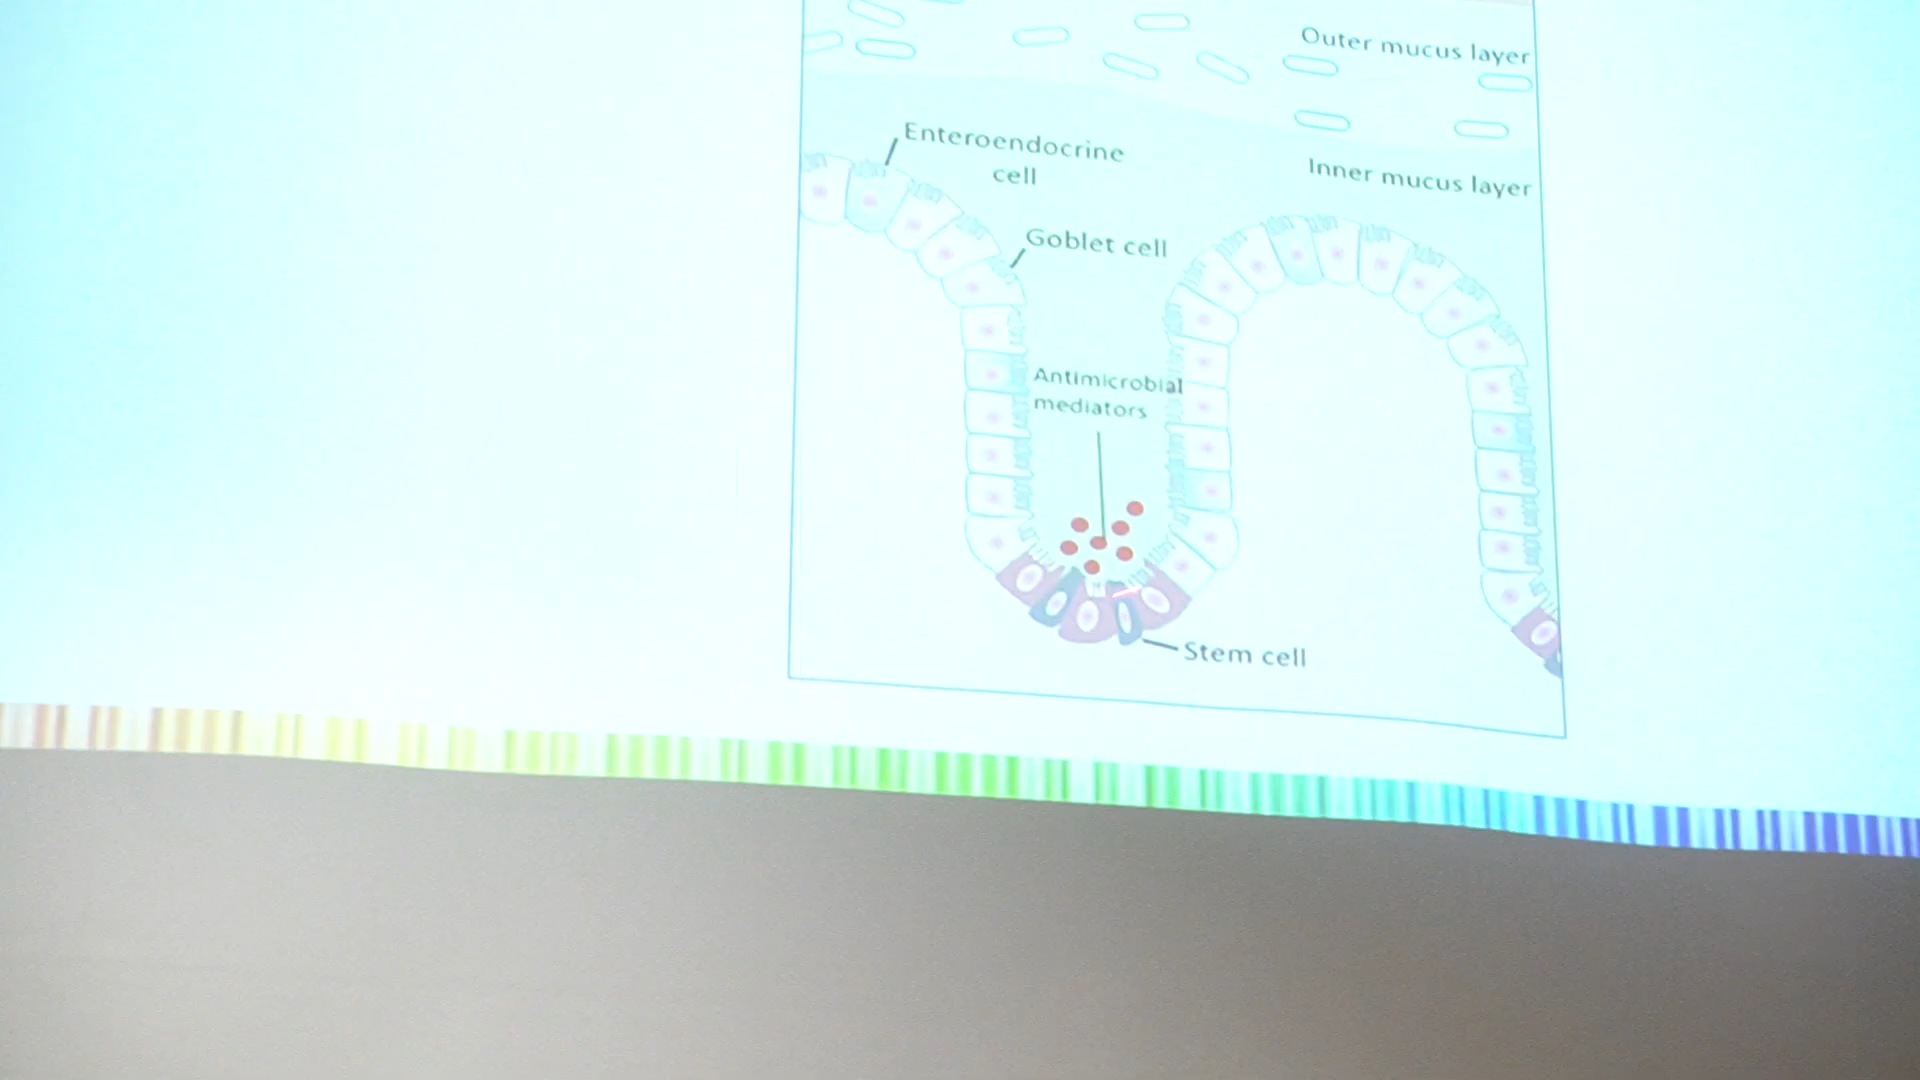 Outer mucus layer
Enteroendocrine
cell
Inner mucus layer
Goblet cell
Antimicrobial
mediators
Stem cell